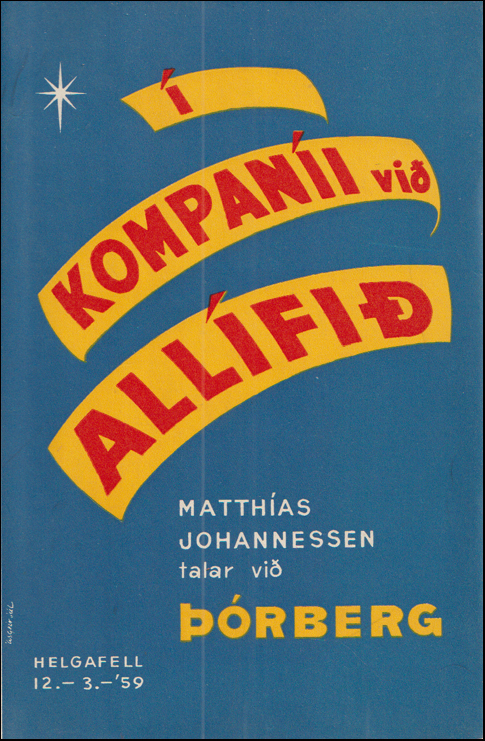 Í
KOMPANÍI við
ALLÍFIÐ
MATTHÍAS
JOHANNESSEN
talar við
ÞÓRBERG
HELGAFELL
12.–3.–'59